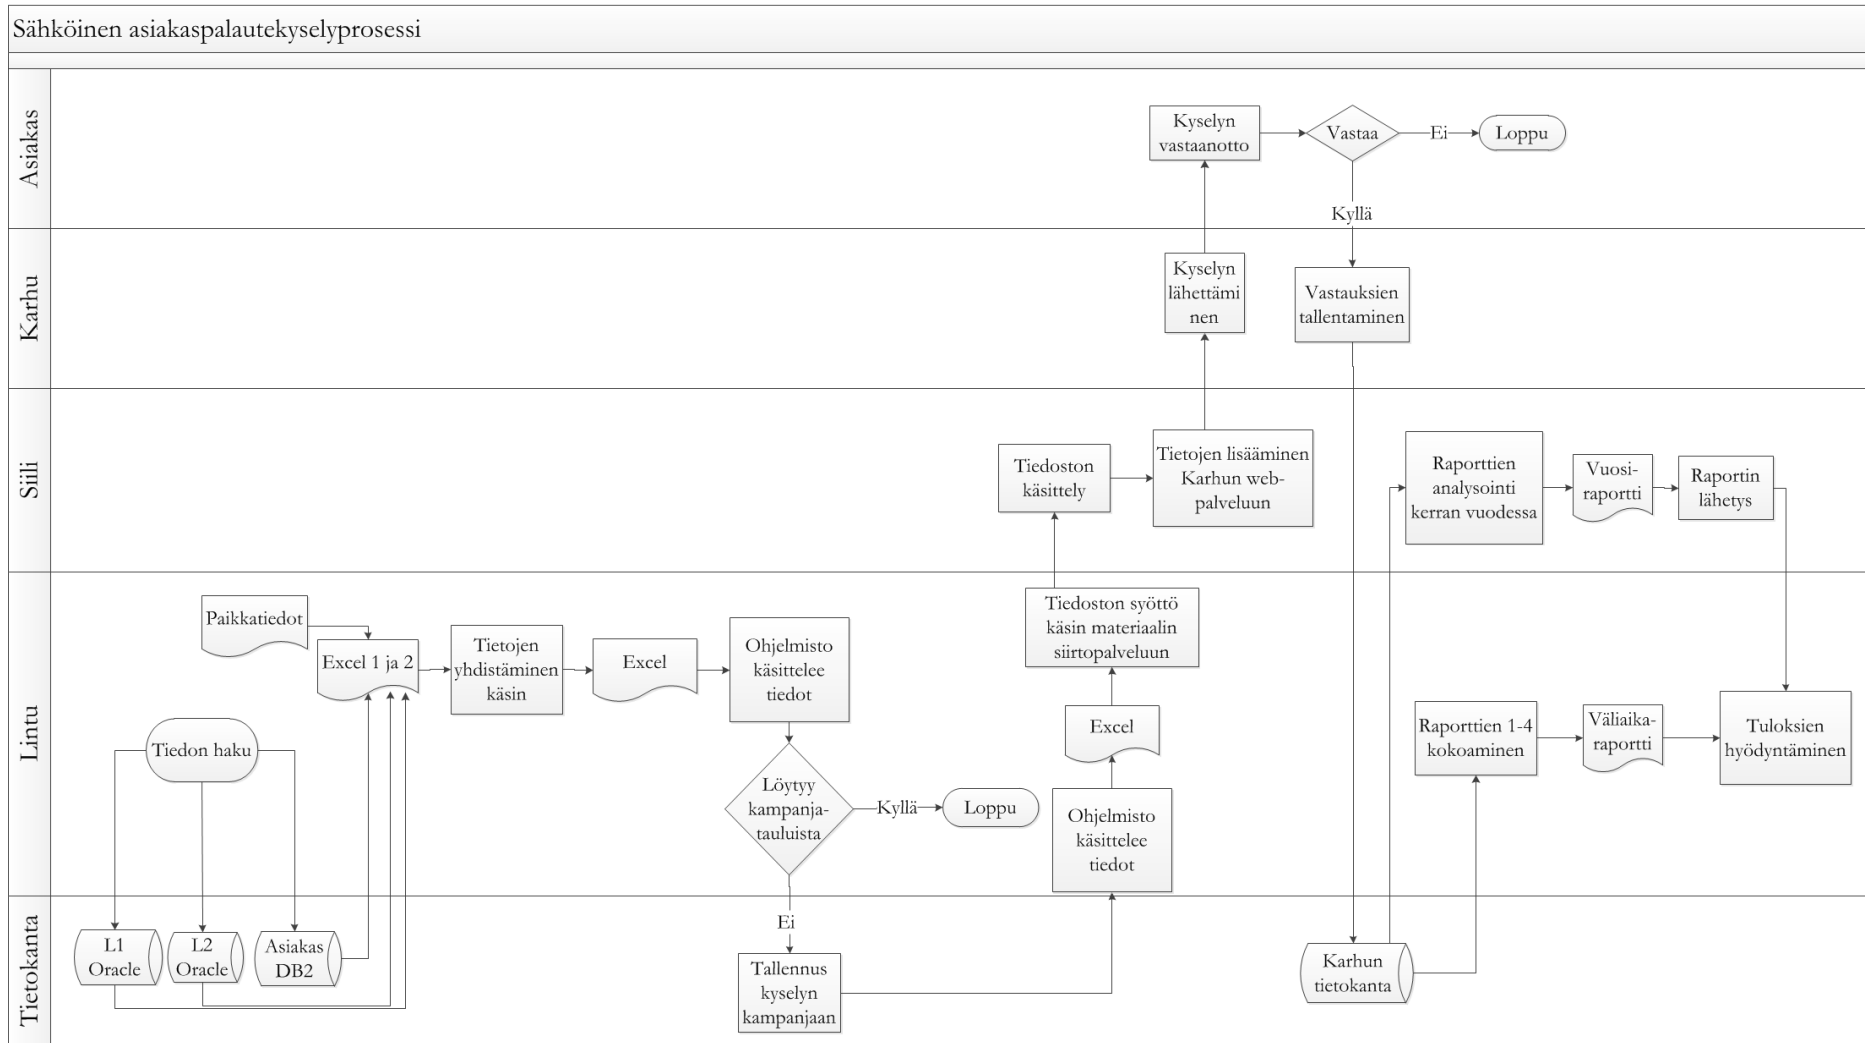 Sähköinen asiakaspalautekyselyprosessi
Asiakas
Kyselyn
vastaanotto
Vastaa
Ei
Loppu
Kyllä
Karhu
Kyselyn
lähettämi
nen
Vastauksien
tallentaminen
Siili
Tiedoston
käsittely
Tietojen lisääminen
Karhun web-
palveluun
Raporttien
analysointi
kerran vuodessa
Vuosi-
raportti
Raportin
lähetys
Lintu
Paikkatiedot
Excel 1 ja 2
Tietojen
yhdistäminen
käsin
Excel
Ohjelmisto
käsittelee
tiedot
Tiedoston syöttö
käsin materiaalin
siirtopalveluun
Tiedon haku
Excel
Raporttien 1-4
kokoaminen
Väliaika-
raportti
Tuloksien
hyödyntäminen
Löytyy
kampanja-
tauluista
Kyllä
Loppu
Ohjelmisto
käsittelee
tiedot
Tietokanta
Ei
L1
Oracle
L2
Oracle
Asiakas
DB2
Tallennus
kyselyn
kampanjaan
Karhun
tietokanta